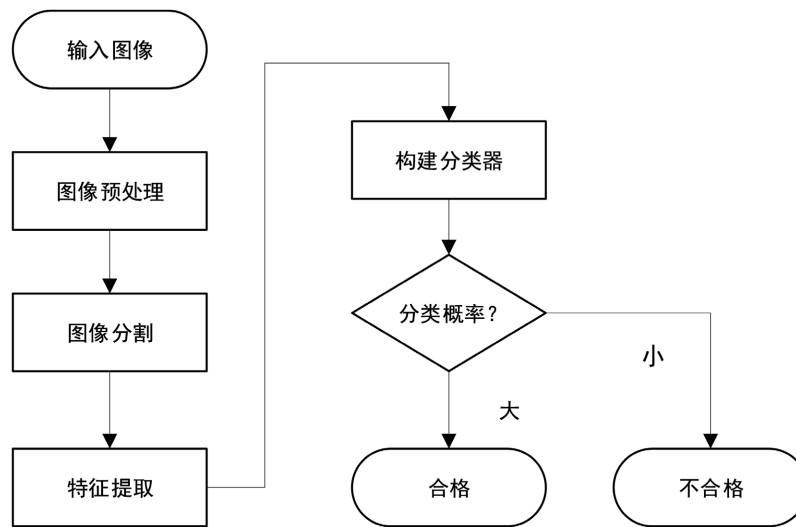 输入图像
图像预处理
图像分割
特征提取
构建分类器
分类概率？
小
大
合格
不合格